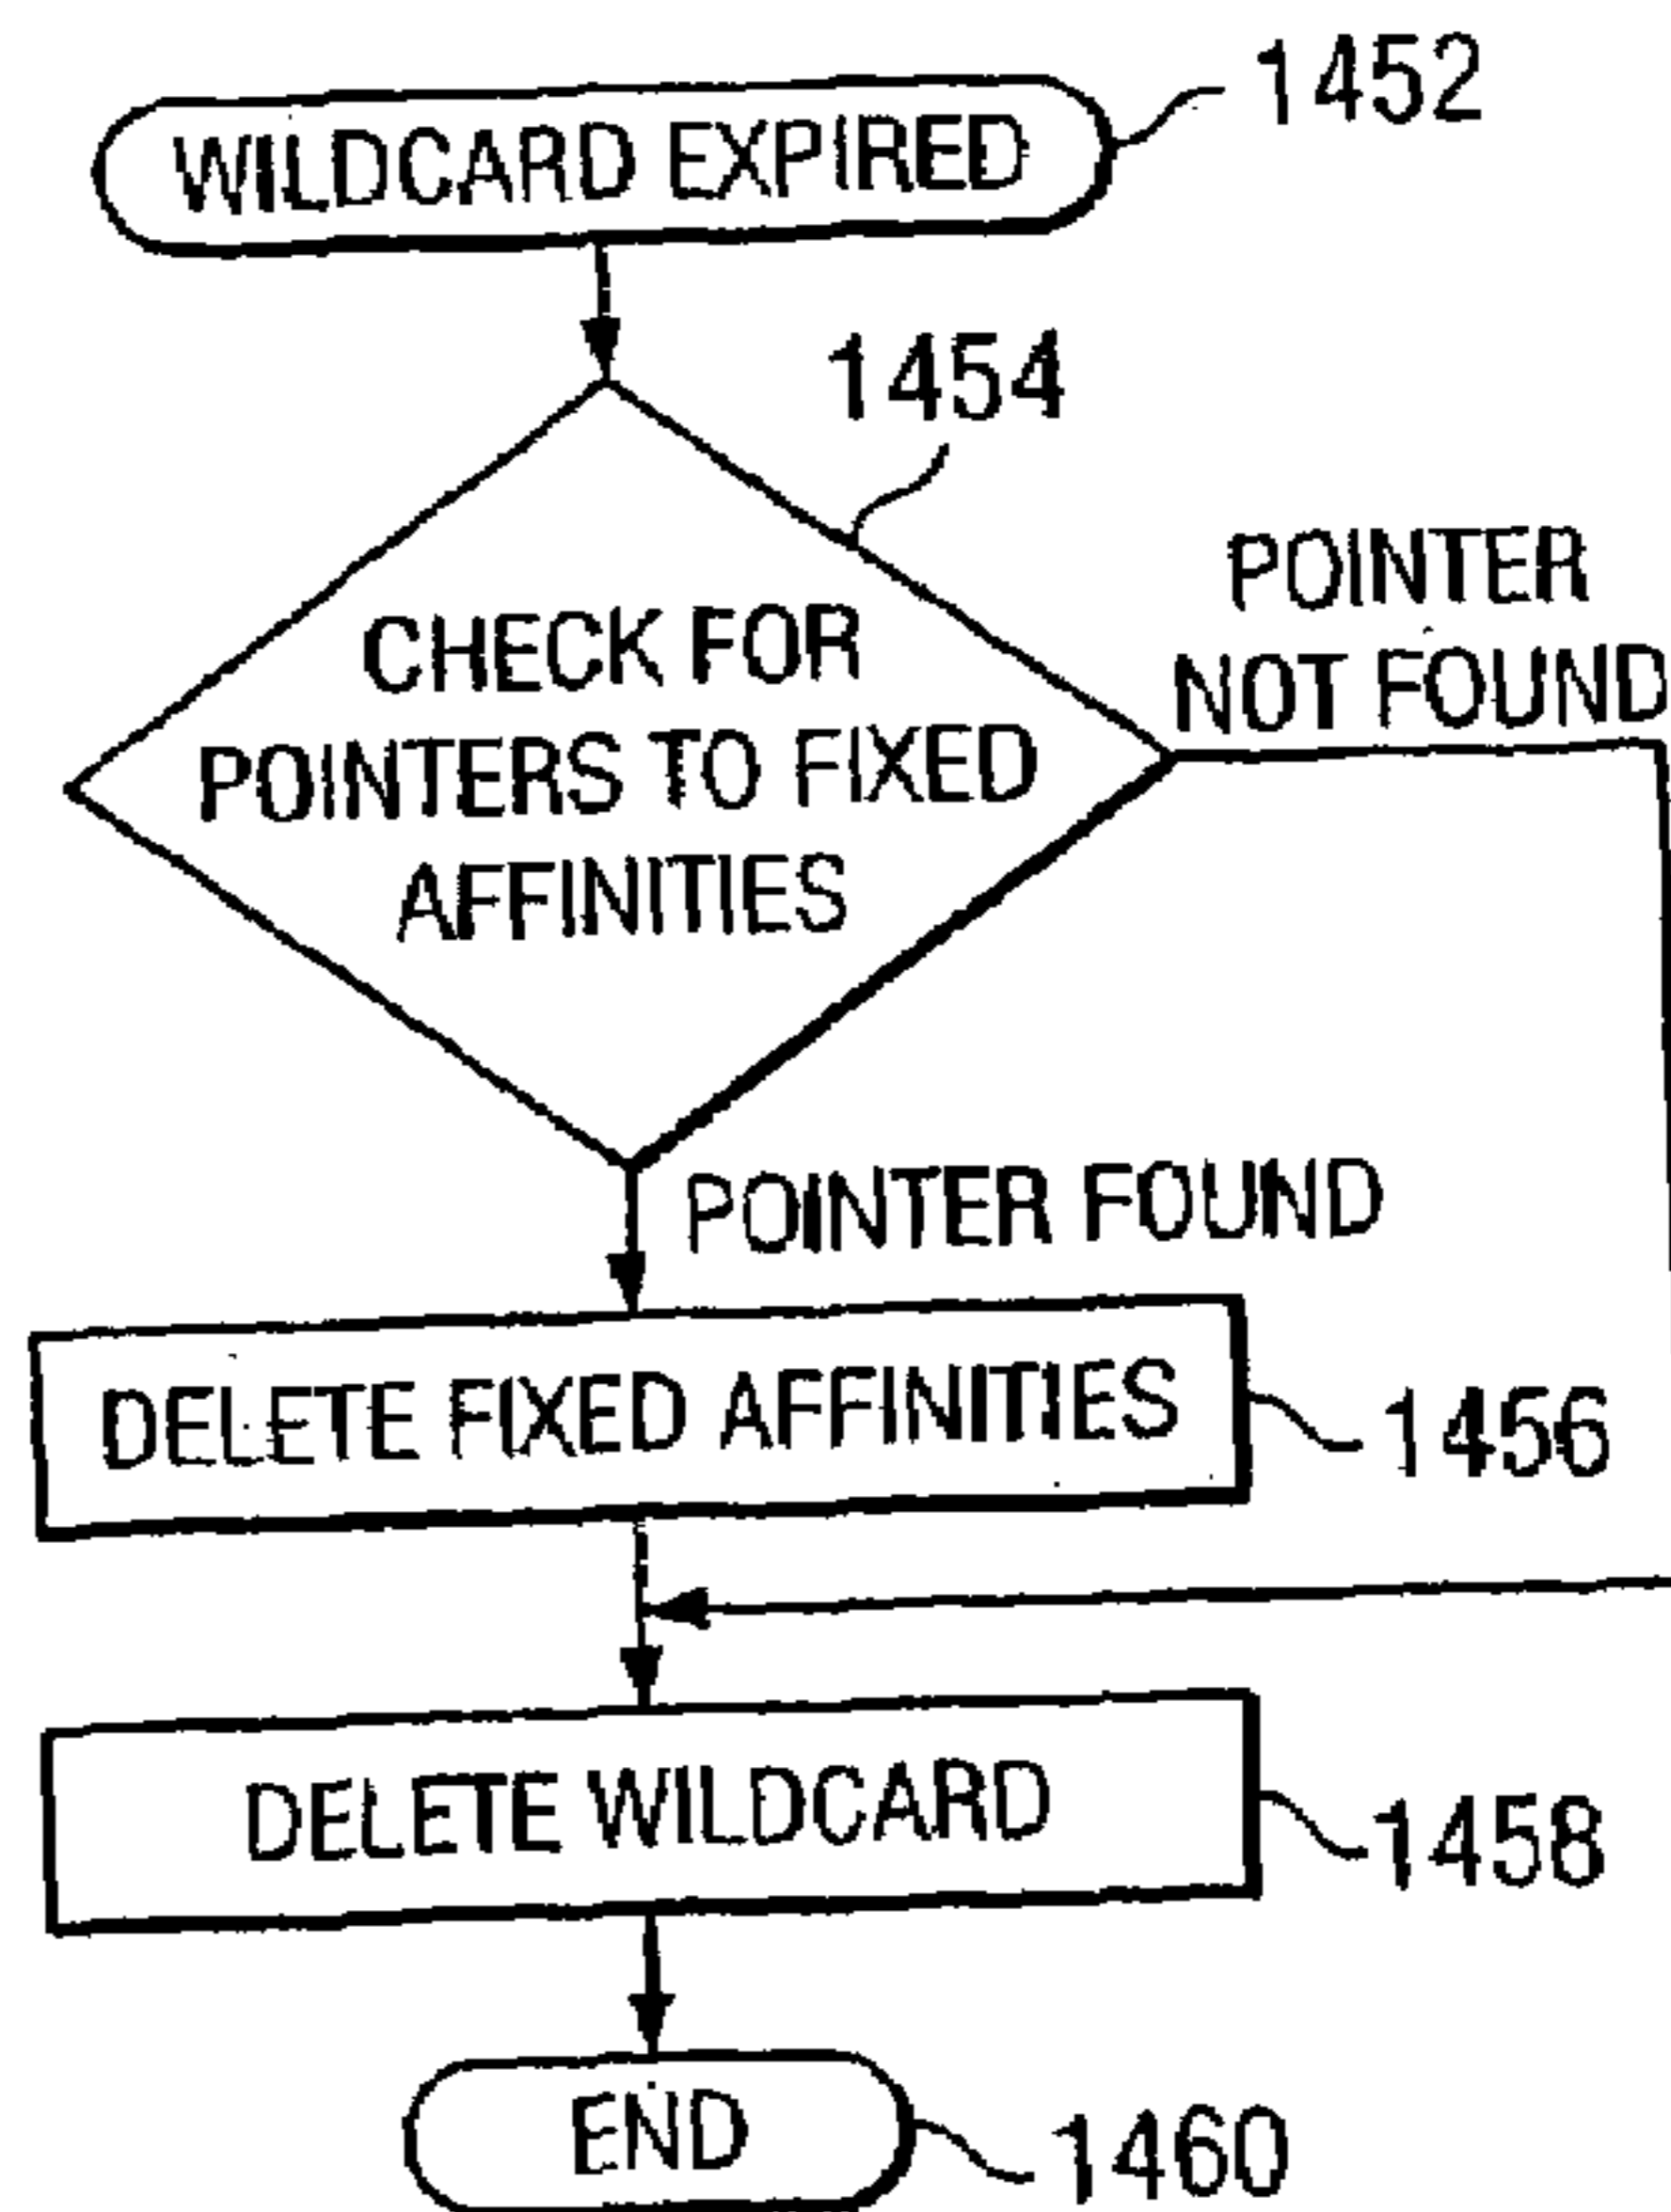 1452
WILDCARD EXPIRED
1454
CHECK FOR
POINTERS TO FIXED
AFFINITIES
POINTER
NOT FOUND
POINTER FOUND
DELETE FIXED AFFINITIES
1456
DELETE WILDCARD
1458
END
1460